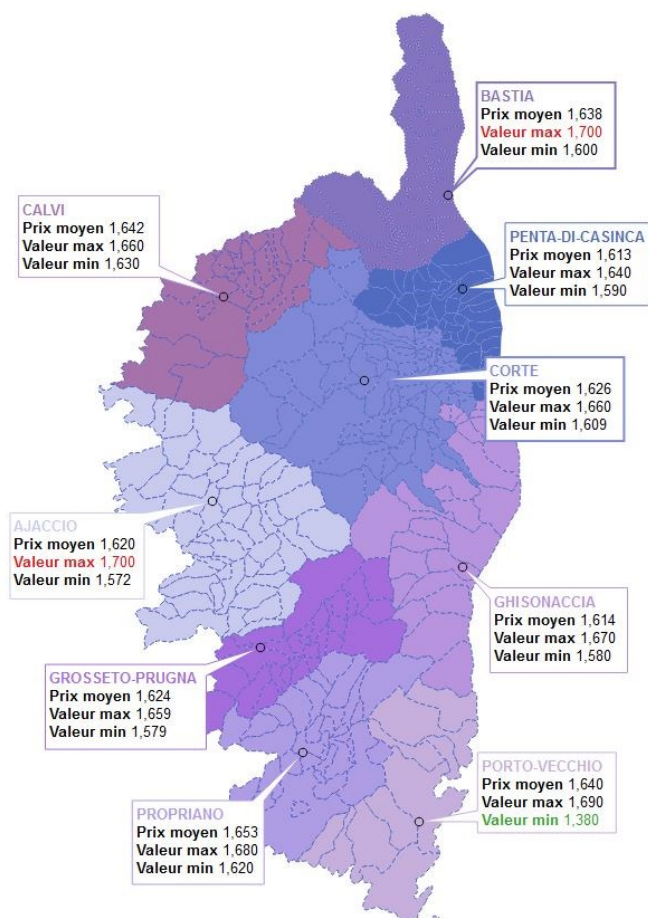 BASTIA
Prix moyen 1,638
Valeur max 1,700
Valeur min 1,600
CALVI
Prix moyen 1,642
Valeur max 1,660
Valeur min 1,630
PENTA-DI-CASINCA
Prix moyen 1,613
Valeur max 1,640
Valeur min 1,590
CORTE
Prix moyen 1,626
Valeur max 1,660
Valeur min 1,609
AJACCIO
Prix moyen 1,620
Valeur max 1,700
Valeur min 1,572
GHISONACCIA
Prix moyen 1,614
Valeur max 1,670
Valeur min 1,580
GROSSETO-PRUGNA
Prix moyen 1,624
Valeur max 1,659
Valeur min 1,579
PORTO-VECCHIO
Prix moyen 1,640
Valeur max 1,690
Valeur min 1,380
PROPRIANO
Prix moyen 1,653
Valeur max 1,680
Valeur min 1,620